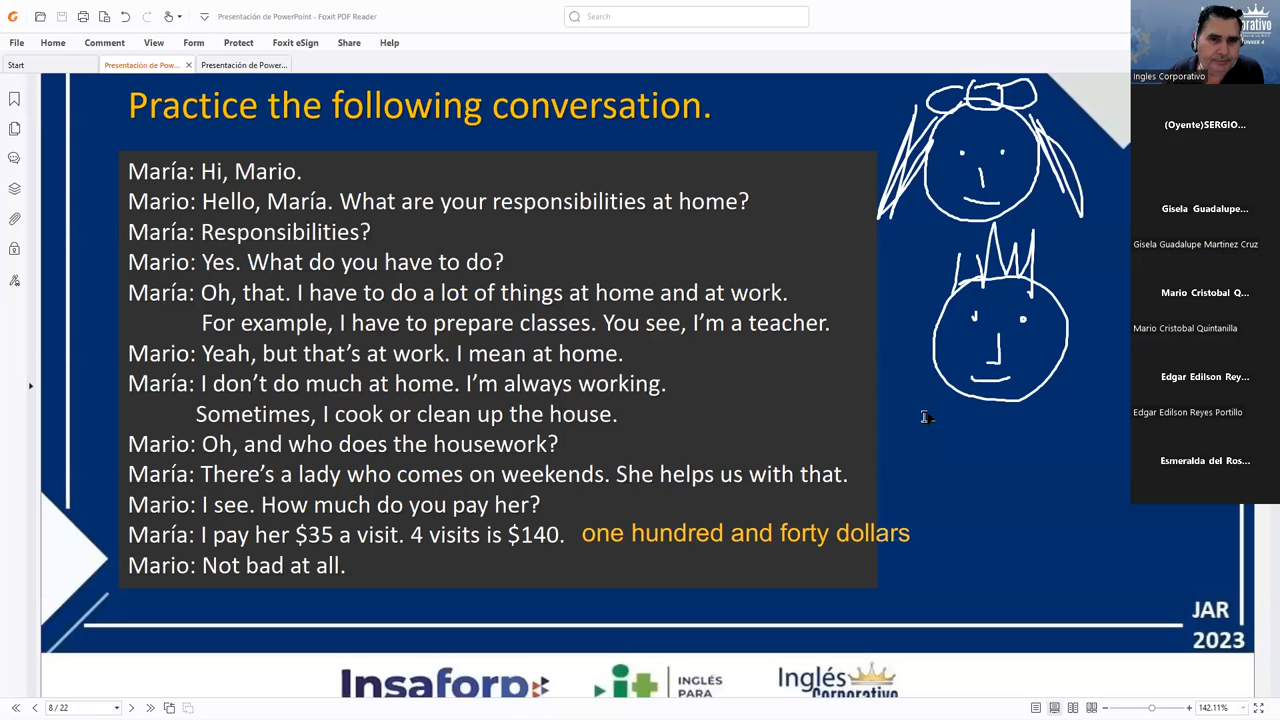 Presentación de PowerPoint - Foxit PDF Reader
Search
File Home Comment View Form Protect Foxit eSign Share Help
Start
Presentación de Pow...
Presentación de Power...
Practice the following conversation.
María: Hi, Mario.
Mario: Hello, María. What are your responsibilities at home?
María: Responsibilities?
Mario: Yes. What do you have to do?
María: Oh, that. I have to do a lot of things at home and at work.
For example, I have to prepare classes. You see, I'm a teacher.
Mario: Yeah, but that's at work. I mean at home.
María: I don't do much at home. I'm always working.
Sometimes, I cook or clean up the house.
Mario: Oh, and who does the housework?
María: There's a lady who comes on weekends. She helps us with that.
Mario: I see. How much do you pay her?
María: I pay her $35 a visit. 4 visits is $140. one hundred and forty dollars
Mario: Not bad at all.
JAR
2023
Insaforp
it
INGLÉS
PARA
Inglés
Corporativo
8 / 22
142.11%
Ingles Corporativo
(Oyente)SERGIO...
Gisela Guadalupe...
Gisela Guadalupe Martinez Cruz
Mario Cristobal Q...
Mario Cristobal Quintanilla
Edgar Edilson Rey...
Edgar Edilson Reyes Portillo
Esmeralda del Ros...